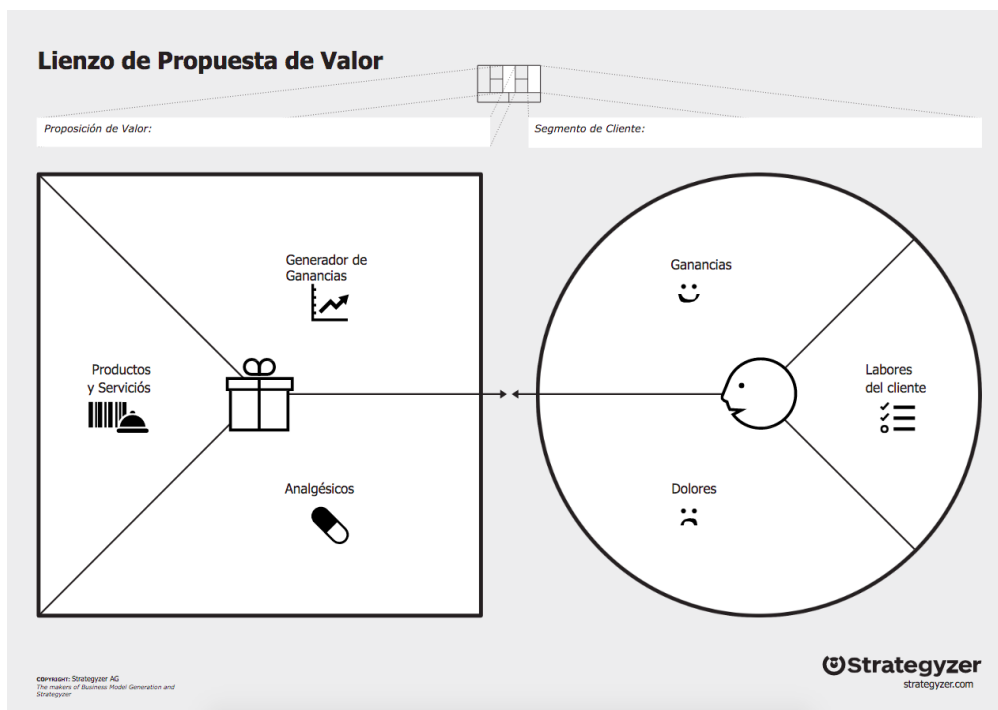 Lienzo de Propuesta de Valor
Proposición de Valor:
Segmento de Cliente:
Generador de
Ganancias
Productos
y Serviciós
Analgésicos
Ganancias
Labores
del cliente
Dolores
COPYRIGHT: Strategyzer AG
The makers of Business Model Generation and
Strategyzer
Strategyzer
strategyzer.com